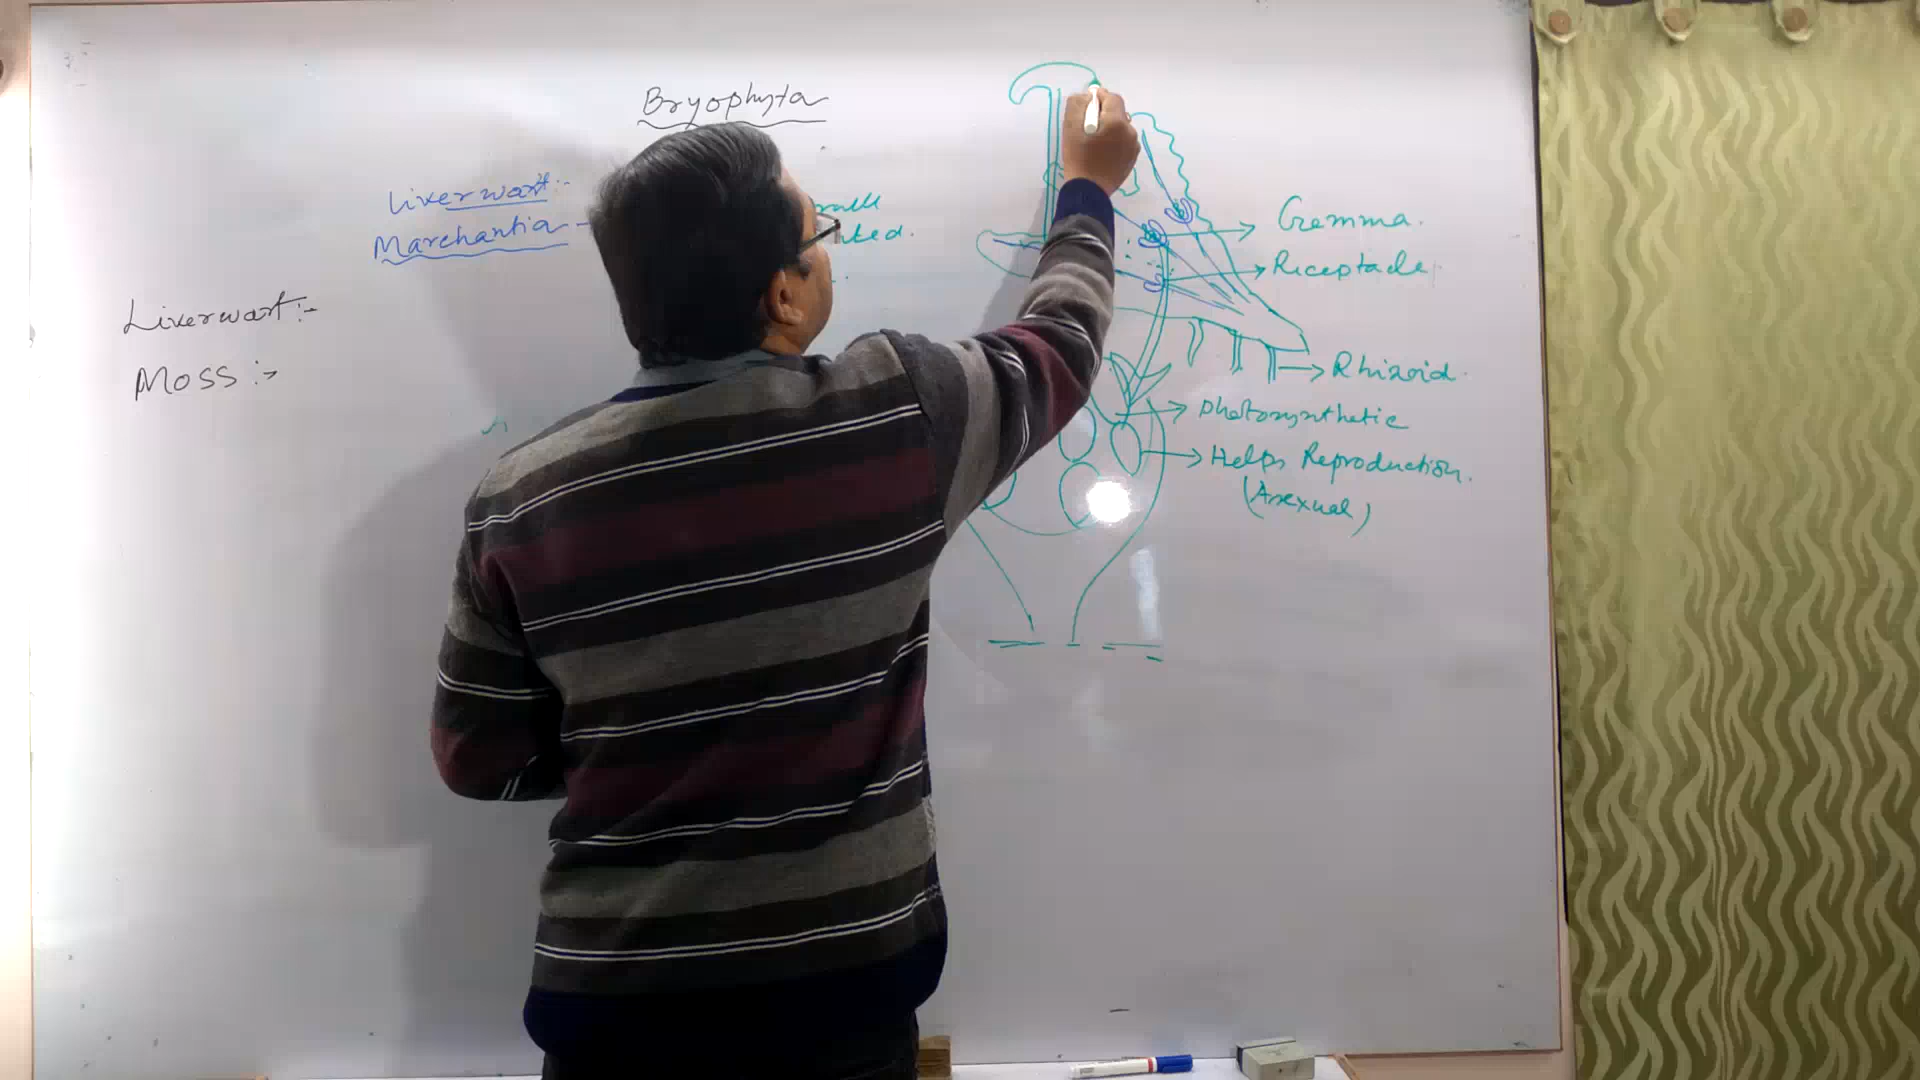 Bryophyta
Liverwort:-
Marchantia -
Liverwort:-
Moss :-
Gemma.
Riceptacle
Rhizoid.
Photosynthetic
Helps Reproduction.
(Asexual)